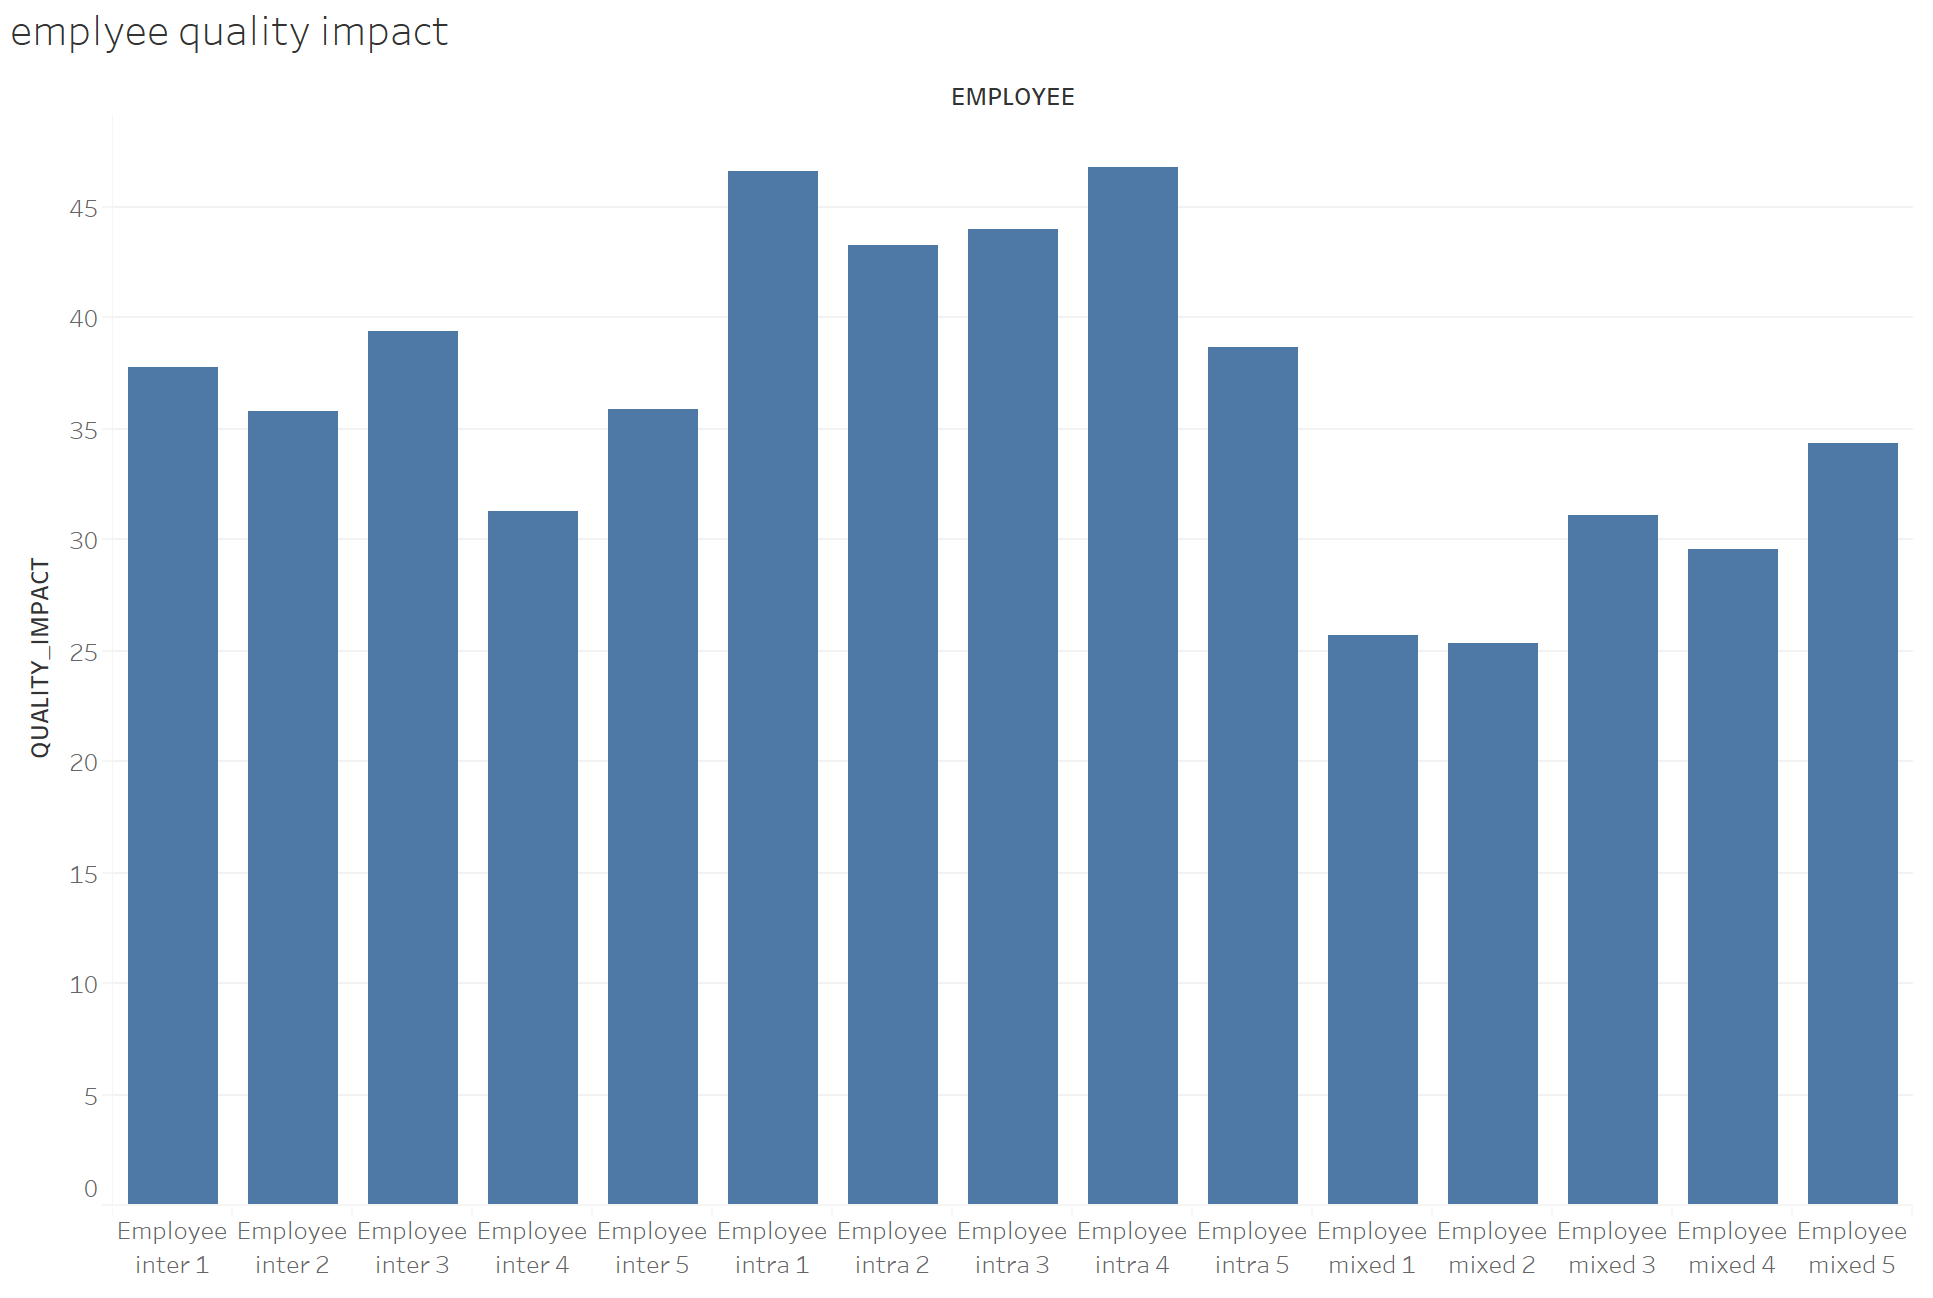 emplyee quality impact
EMPLOYEE
QUALITY_IMPACT
45
40
35
30
25
20
15
10
5
0
Employee inter 1
Employee inter 2
Employee inter 3
Employee inter 4
Employee inter 5
Employee intra 1
Employee intra 2
Employee intra 3
Employee intra 4
Employee intra 5
Employee mixed 1
Employee mixed 2
Employee mixed 3
Employee mixed 4
Employee mixed 5